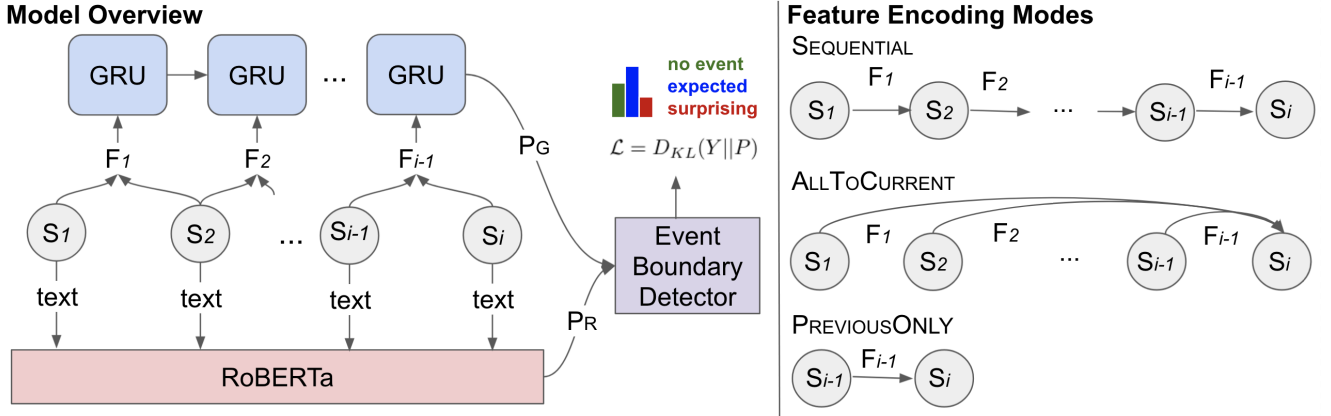 Model Overview
GRU GRU ... GRU
no event
expected
surprising
F1 F2 Fi-1
PG
ℒ = D_KL(Y||P)
S1 S2 ... Si-1 Si
Event
Boundary
Detector
text text text text
PR
RoBERTa
Feature Encoding Modes
SEQUENTIAL
F1 F2 Fi-1
S1 S2 ... Si-1 Si
ALLTOCURRENT
F1 F2 Fi-1
S1 S2 ... Si-1 Si
PREVIOUSONLY
Fi-1
Si-1 Si